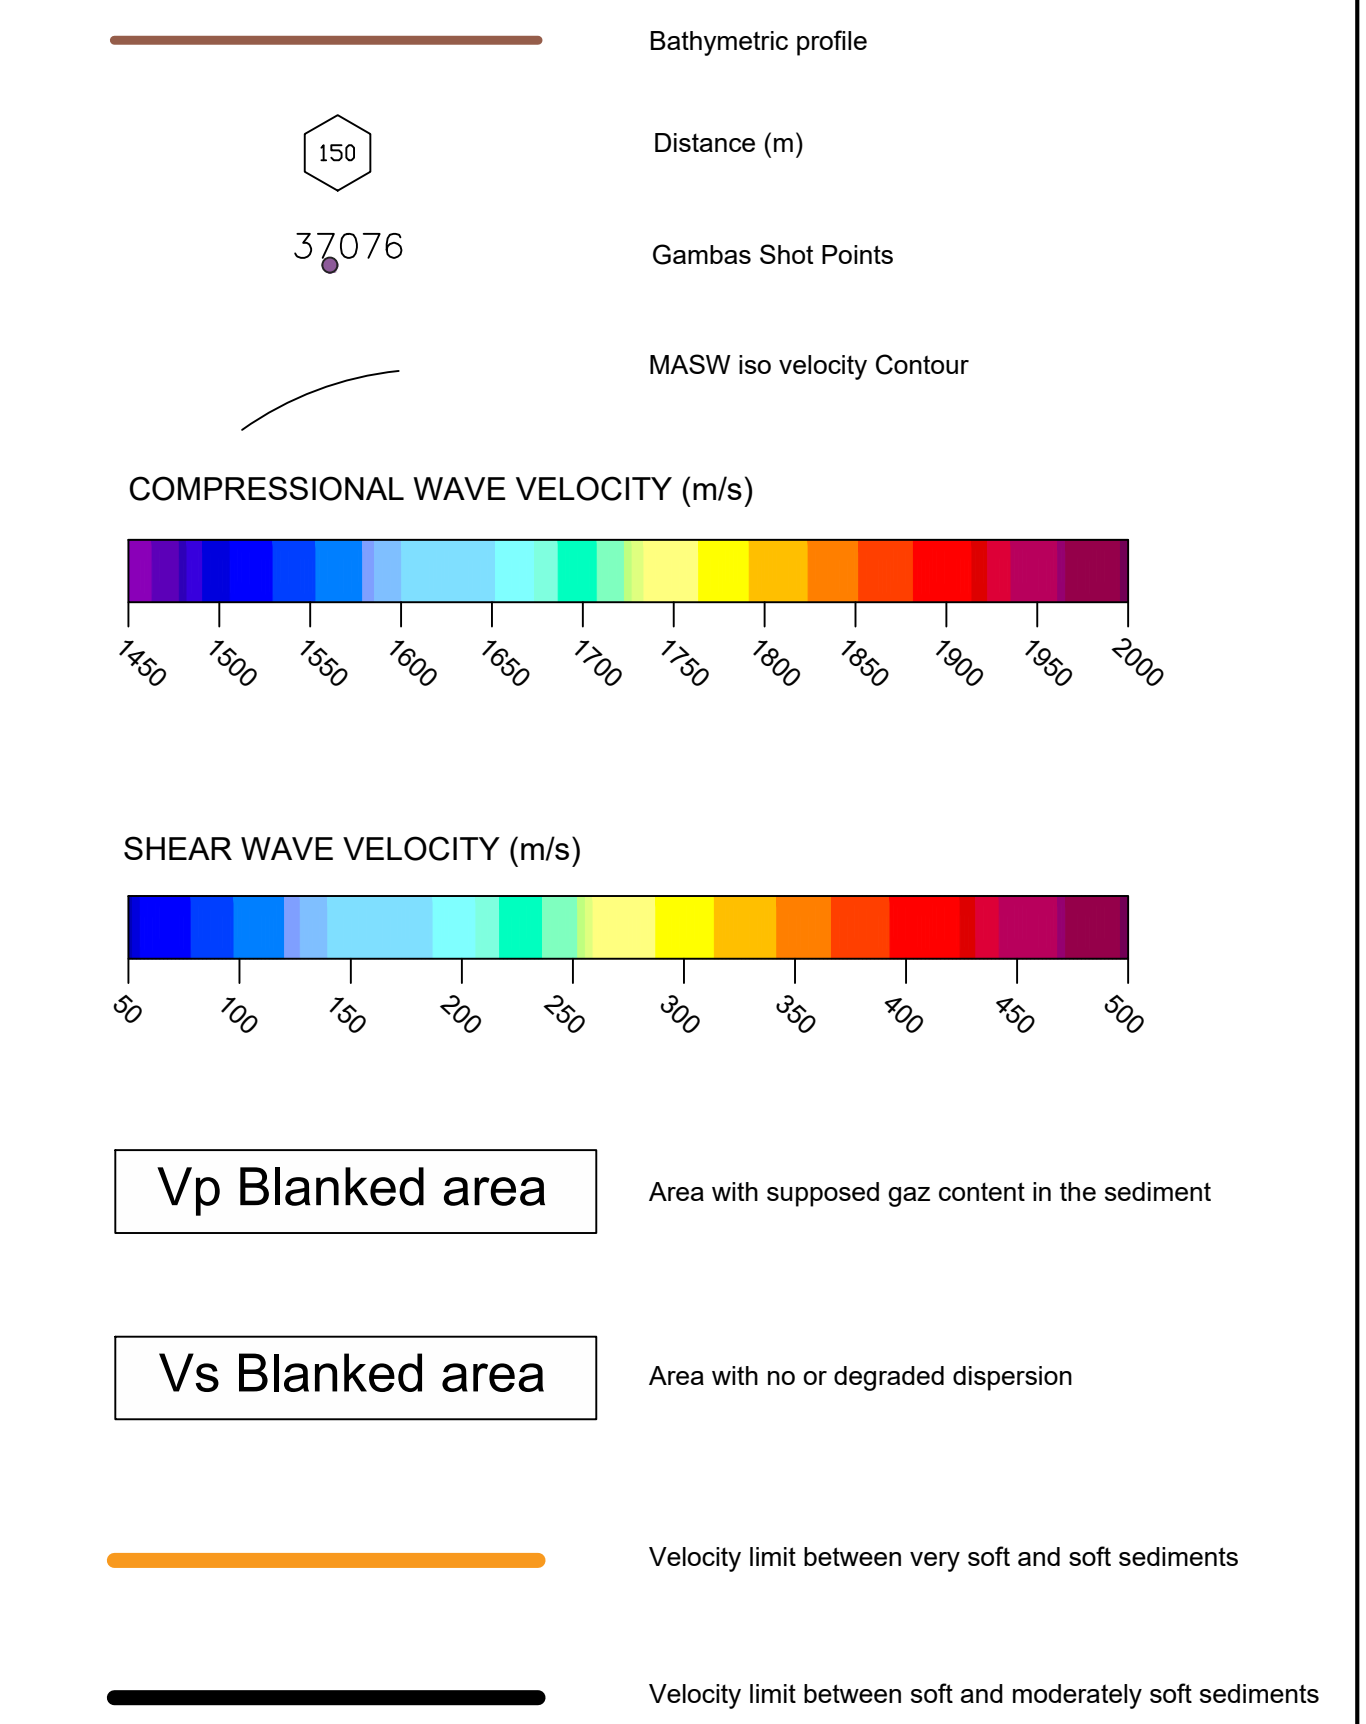 Bathymetric profile
150
Distance (m)
37076
Gambas Shot Points
MASW iso velocity Contour
COMPRESSIONAL WAVE VELOCITY (m/s)
1450 1500 1550 1600 1650 1700 1750 1800 1850 1900 1950 2000
SHEAR WAVE VELOCITY (m/s)
50 100 150 200 250 300 350 400 450 500
Vp Blanked area
Area with supposed gaz content in the sediment
Vs Blanked area
Area with no or degraded dispersion
Velocity limit between very soft and soft sediments
Velocity limit between soft and moderately soft sediments